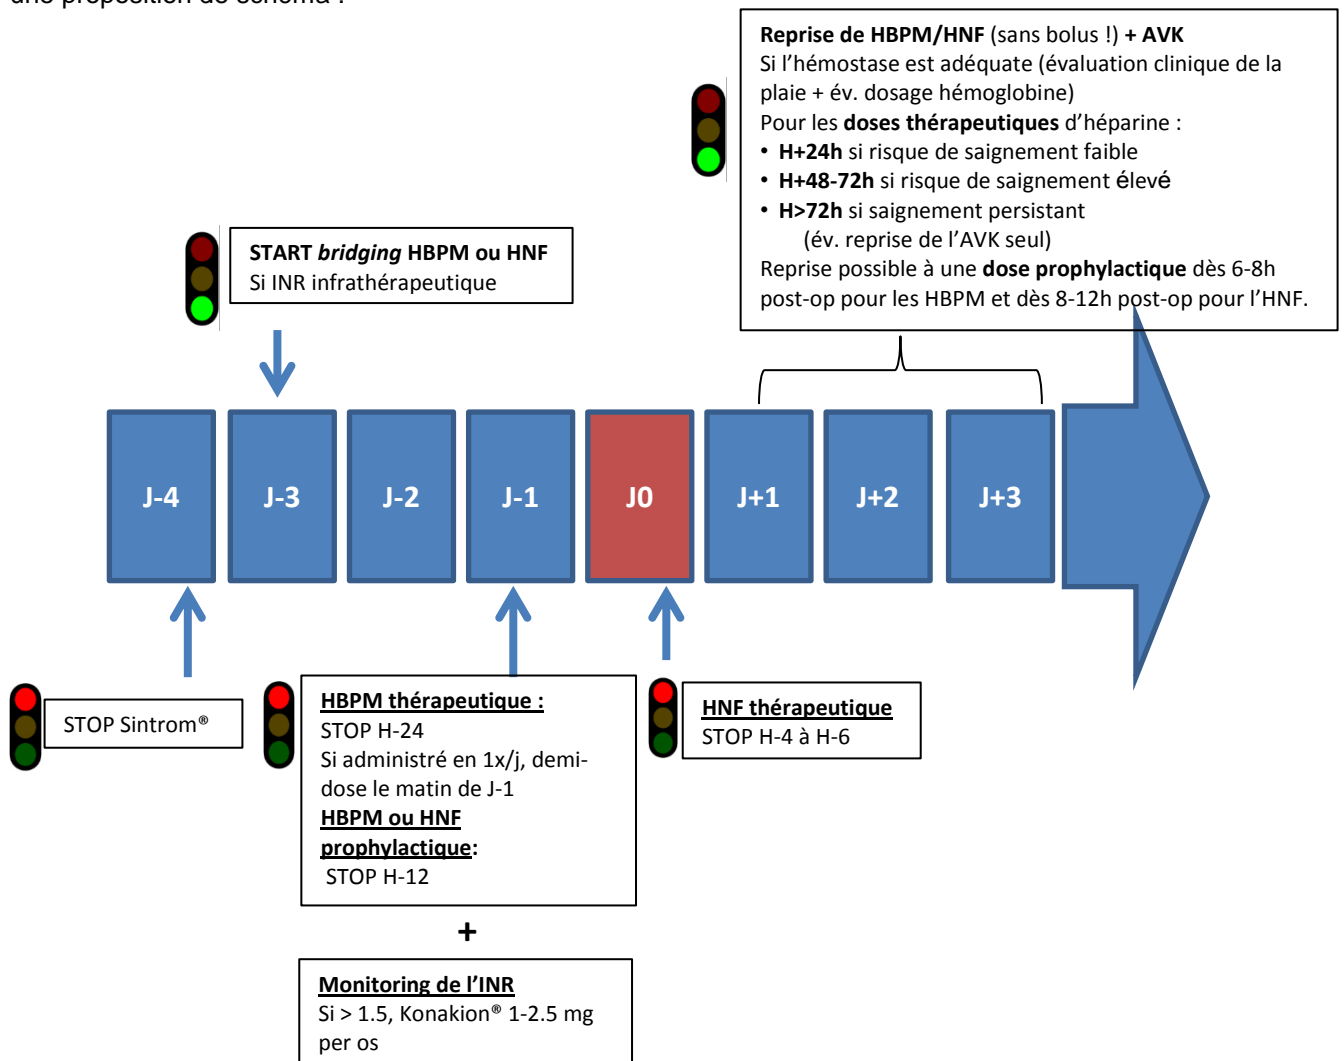 une proposition de schéma :
Reprise de HBPM/HNF (sans bolus !) + AVK
Si l’hémostase est adéquate (évaluation clinique de la
plaie + év. dosage hémoglobine)
Pour les doses thérapeutiques d’héparine :
• H+24h si risque de saignement faible
• H+48-72h si risque de saignement élevé
• H>72h si saignement persistant
(év. reprise de l’AVK seul)
Reprise possible à une dose prophylactique dès 6-8h
post-op pour les HBPM et dès 8-12h post-op pour l’HNF.
START bridging HBPM ou HNF
Si INR infrathérapeutique
J-4
J-3
J-2
J-1
J0
J+1
J+2
J+3
STOP Sintrom®
HBPM thérapeutique :
STOP H-24
Si administré en 1x/j, demi-
dose le matin de J-1
HBPM ou HNF
prophylactique:
STOP H-12
HNF thérapeutique
STOP H-4 à H-6
+
Monitoring de l’INR
Si > 1.5, Konakion® 1-2.5 mg
per os